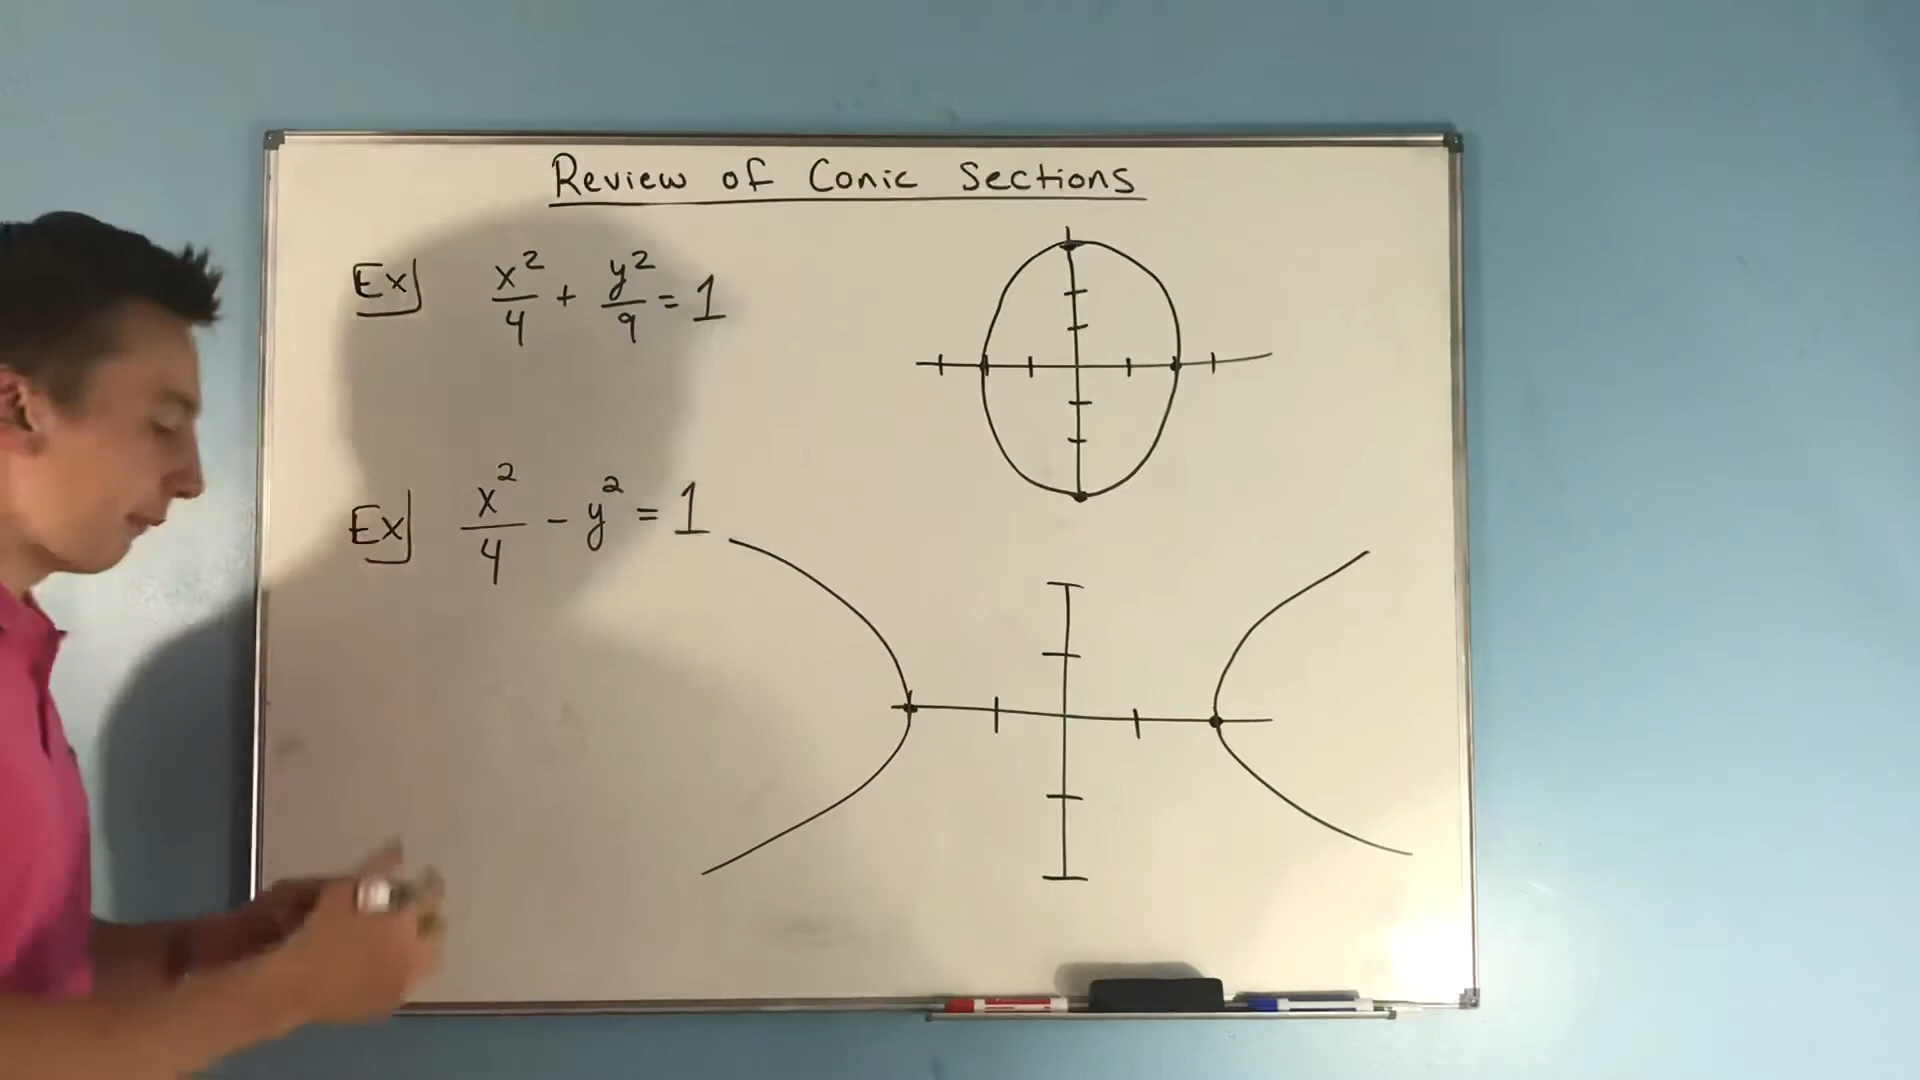 Review of Conic Sections
Ex] x²/4 + y²/9 = 1
Ex] x²/4 - y² = 1